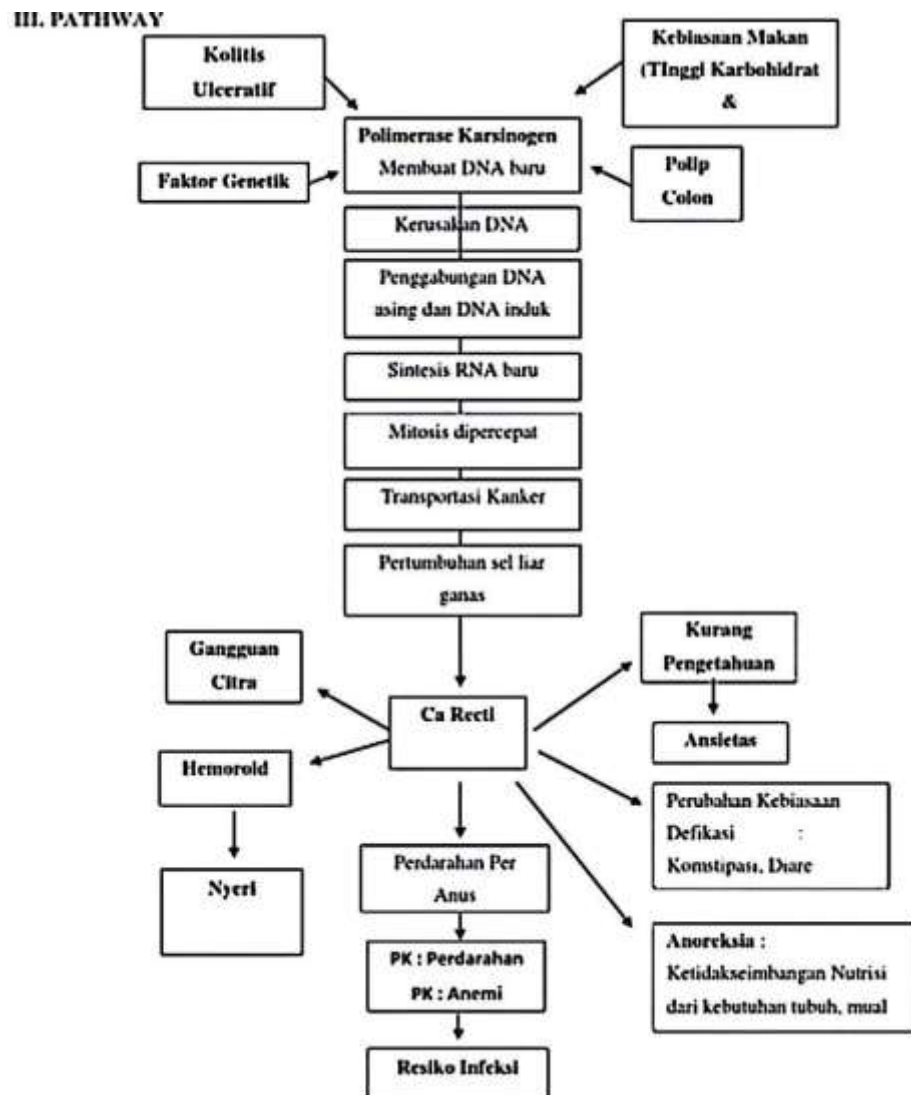 III. PATHWAY
Kolitis
Ulceratif
Kebiasaan Makan
(TInggi Karbohidrat
&
Polimerase Karsinogen
Membuat DNA baru
Faktor Genetik
Polip
Colon
Kerusakan DNA
Penggabungan DNA
asing dan DNA induk
Sintesis RNA baru
Mitosis dipercepat
Transportasi Kanker
Pertumbuhan sel liar
ganas
Gangguan
Citra
Kurang
Pengetahuan
Ca Recti
Ansietas
Hemoroid
Perubahan Kebiasaan
Defikasi :
Komstipasi, Diare
Nyeri
Perdarahan Per
Anus
Anoreksia :
Ketidakseimbangan Nutrisi
dari kebutuhan tubuh, mual
PK : Perdarahan
PK : Anemi
Resiko Infeksi